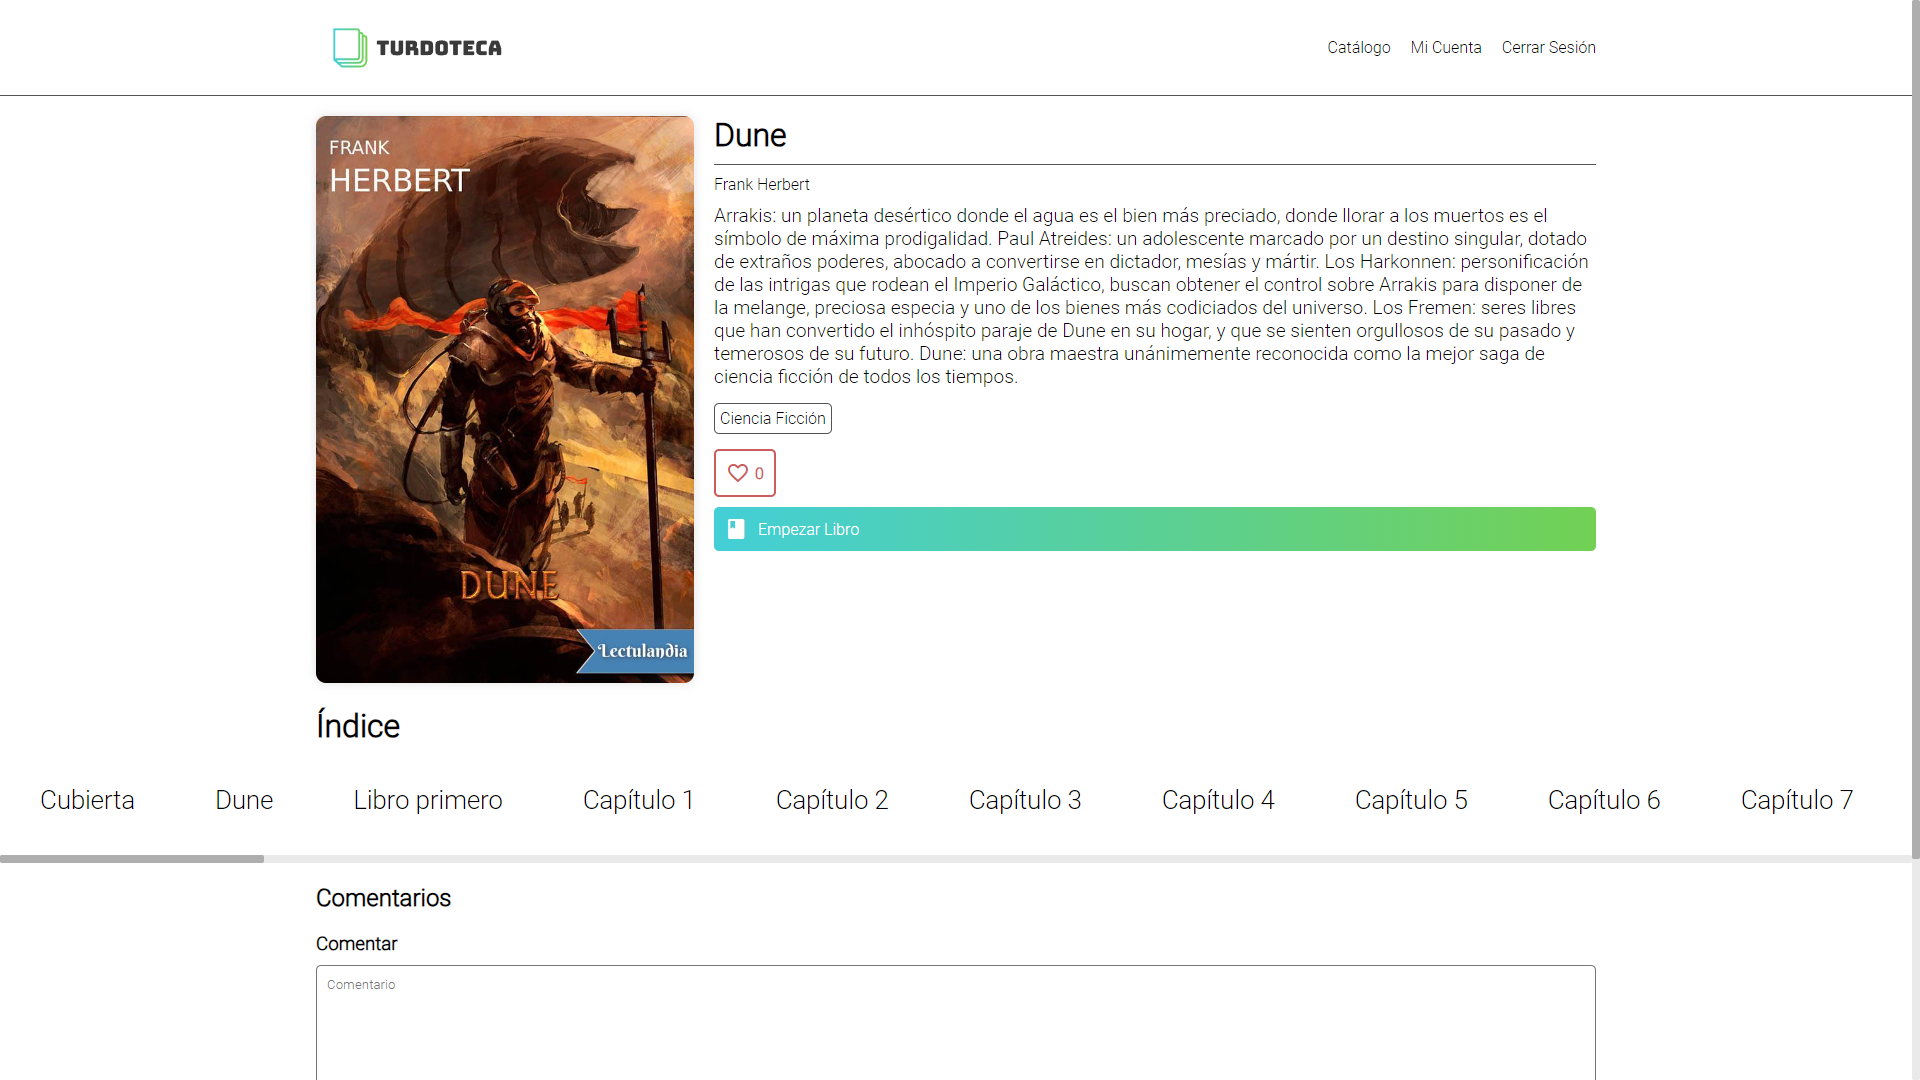 TURDOTECA
Catálogo
Mi Cuenta
Cerrar Sesión
FRANK
HERBERT
DUNE
Lectulandia
Dune
Frank Herbert
Arrakis: un planeta desértico donde el agua es el bien más preciado, donde llorar a los muertos es el
símbolo de máxima prodigalidad. Paul Atreides: un adolescente marcado por un destino singular, dotado
de extraños poderes, abocado a convertirse en dictador, mesías y mártir. Los Harkonnen: personificación
de las intrigas que rodean el Imperio Galáctico, buscan obtener el control sobre Arrakis para disponer de
la melange, preciosa especia y uno de los bienes más codiciados del universo. Los Fremen: seres libres
que han convertido el inhóspito paraje de Dune en su hogar, y que se sienten orgullosos de su pasado y
temerosos de su futuro. Dune: una obra maestra unánimemente reconocida como la mejor saga de
ciencia ficción de todos los tiempos.
Ciencia Ficción
0
Empezar Libro
Índice
Cubierta
Dune
Libro primero
Capítulo 1
Capítulo 2
Capítulo 3
Capítulo 4
Capítulo 5
Capítulo 6
Capítulo 7
Comentarios
Comentar
Comentario